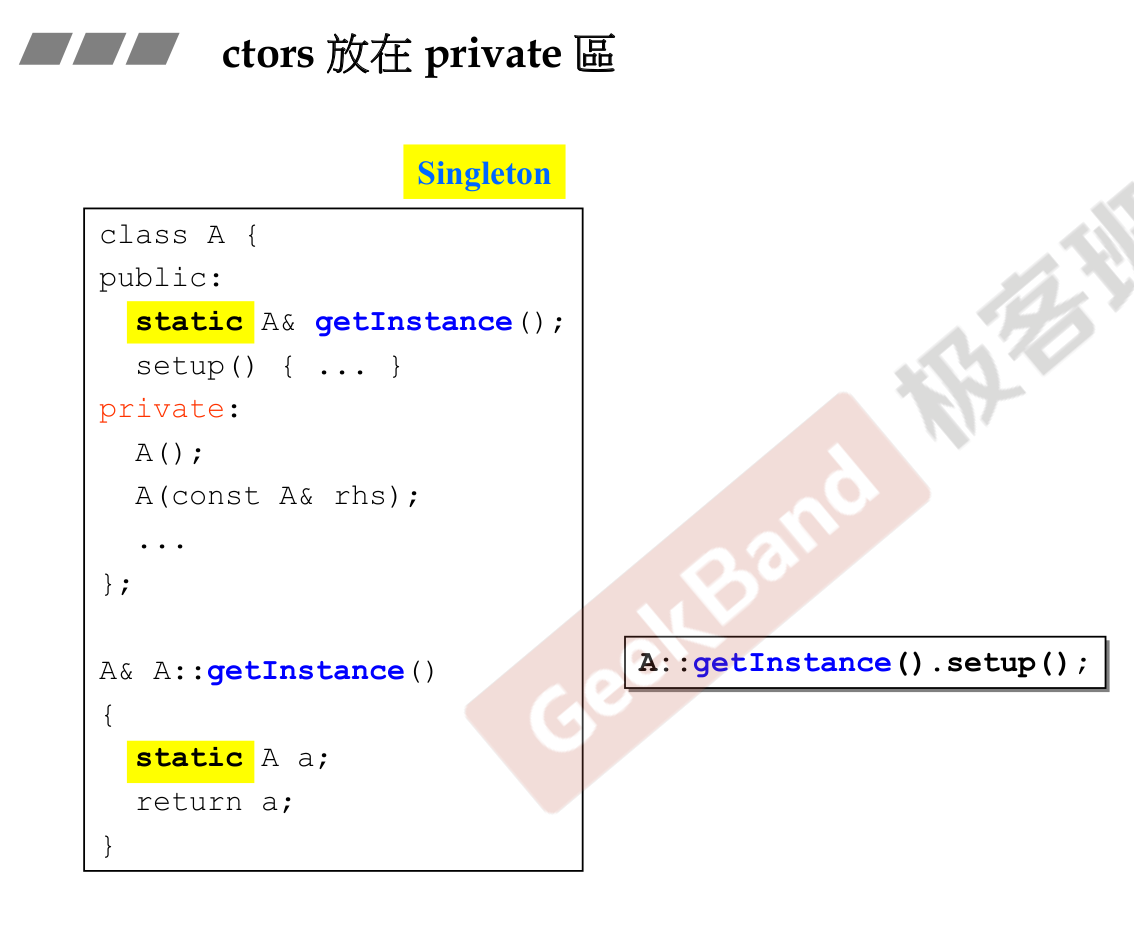 ctors 放在 private 區
Singleton
class A {
public:
static A& getInstance();
setup() { ... }
private:
A();
A(const A& rhs);
...
};
A& A::getInstance()
{
static A a;
return a;
}
A::getInstance().setup();
GeekBand
极客班